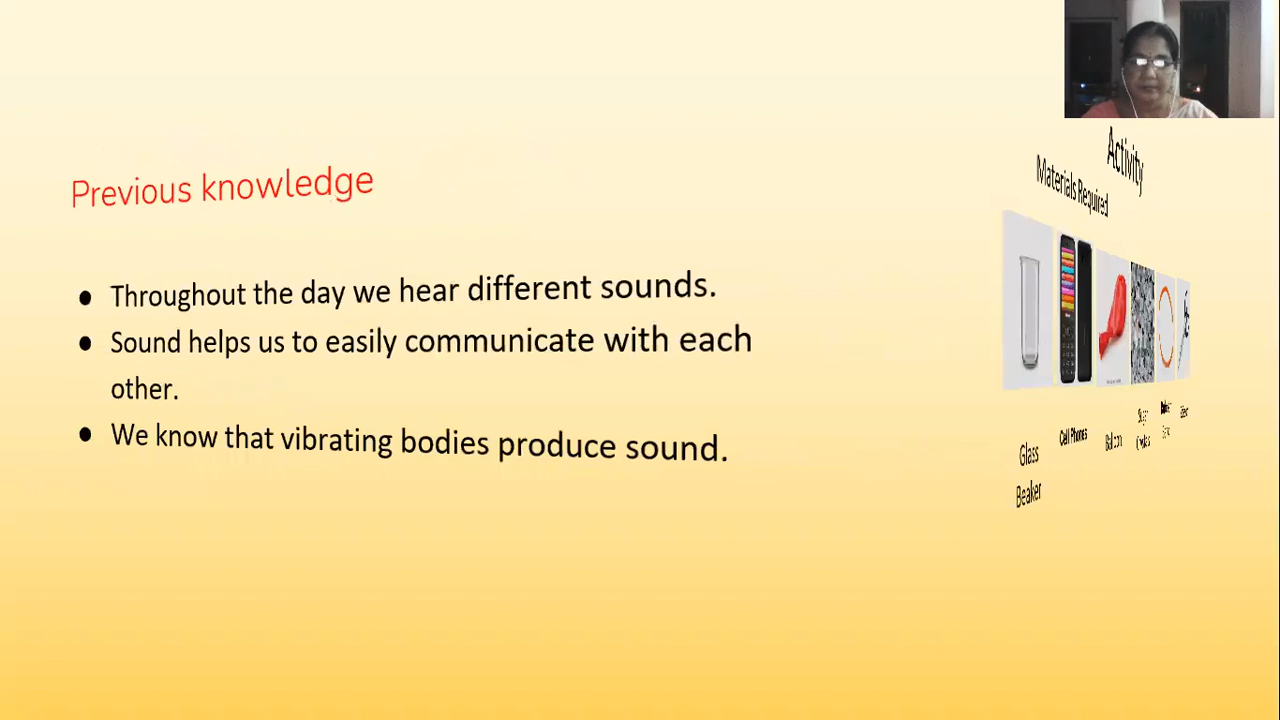 Previous knowledge
Throughout the day we hear different sounds.
Sound helps us to easily communicate with each
other.
We know that vibrating bodies produce sound.
Activity
Materials Required
Glass
Beaker
Cell Phones
Balloon